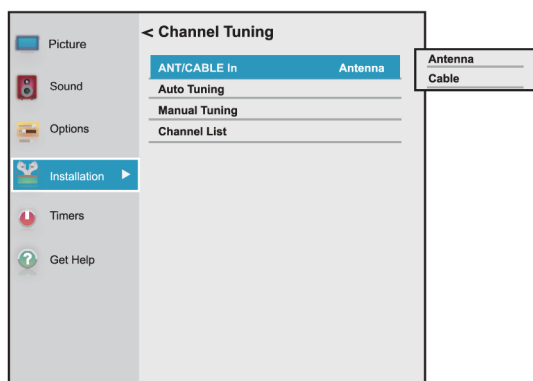 Picture
Sound
Options
Installation
Timers
Get Help
< Channel Tuning
ANT/CABLE In Antenna
Auto Tuning
Manual Tuning
Channel List
Antenna
Cable